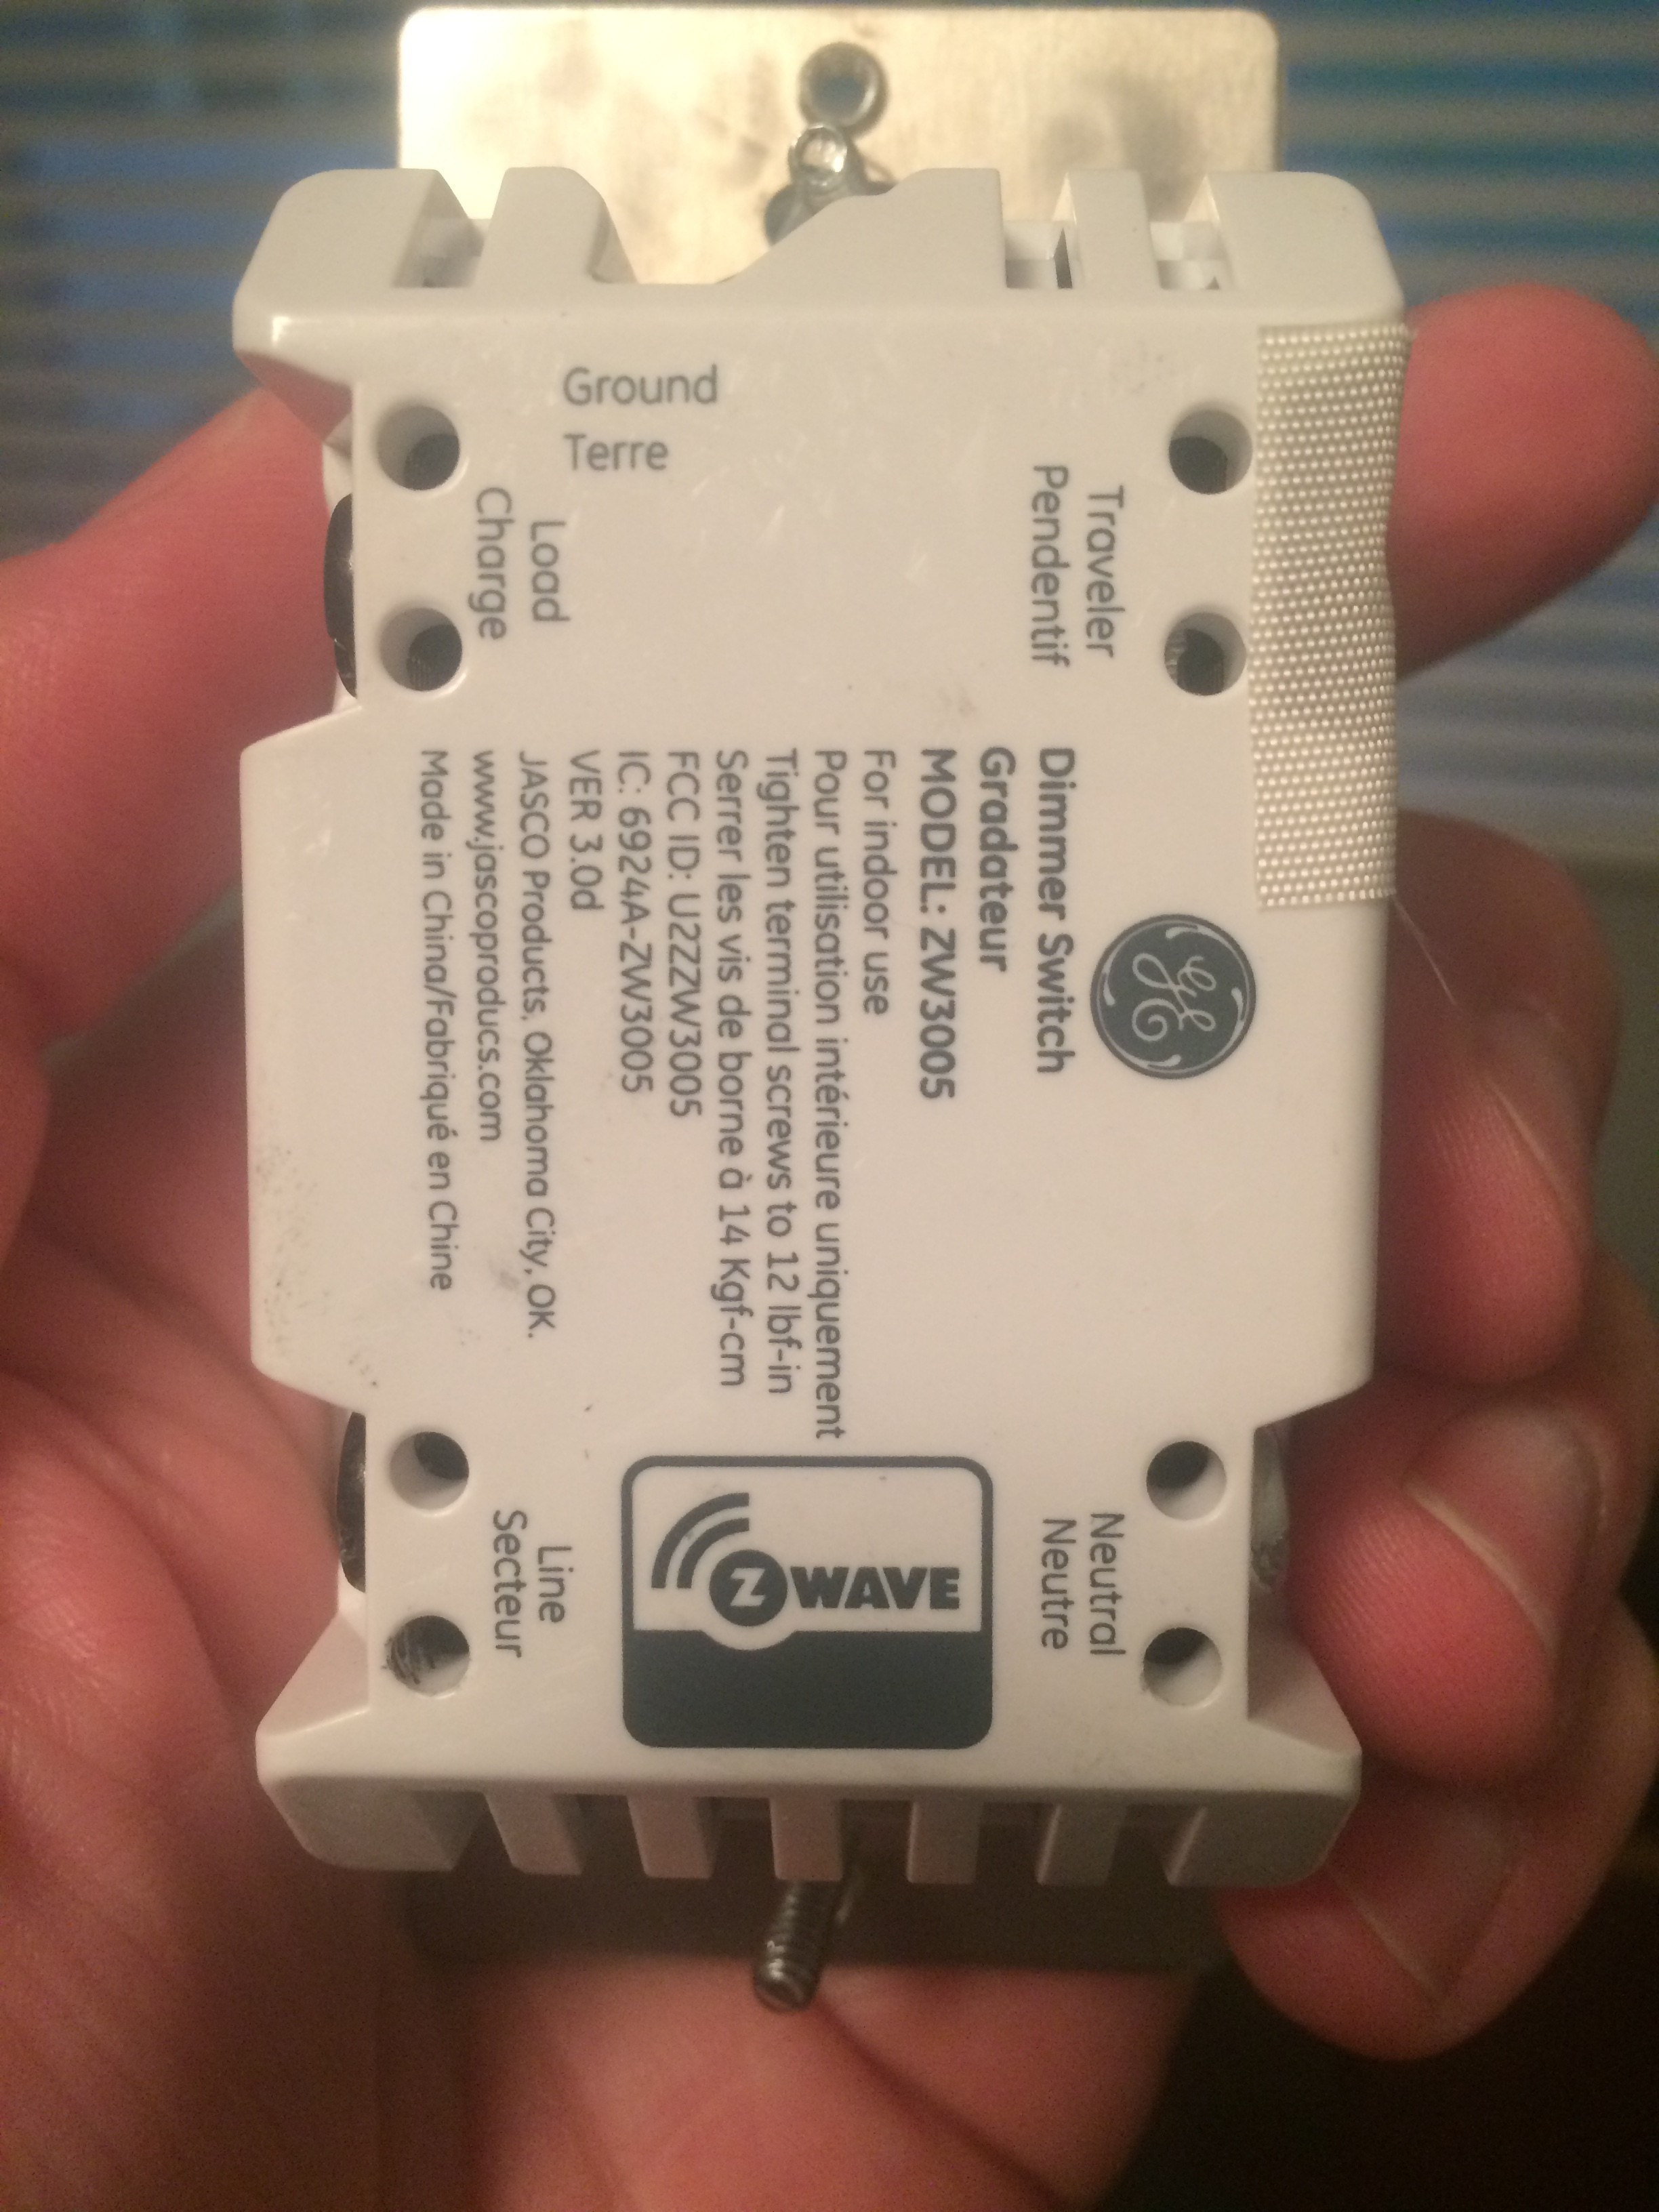 Ground
Terre
Load
Charge
Traveler
Pendentif
GE
Dimmer Switch
Gradateur
MODEL: ZW3005
For indoor use
Pour utilisation intérieure uniquement
Tighten terminal screws to 12 lbf-in
Serrer les vis de borne à 14 Kgf-cm
FCC ID: U2ZZW3005
IC: 6924A-ZW3005
VER 3.0d
JASCO Products, Oklahoma City, OK.
www.jascoproducs.com
Made in China/Fabriqué en Chine
Neutral
Neutre
Z WAVE
Line
Secteur